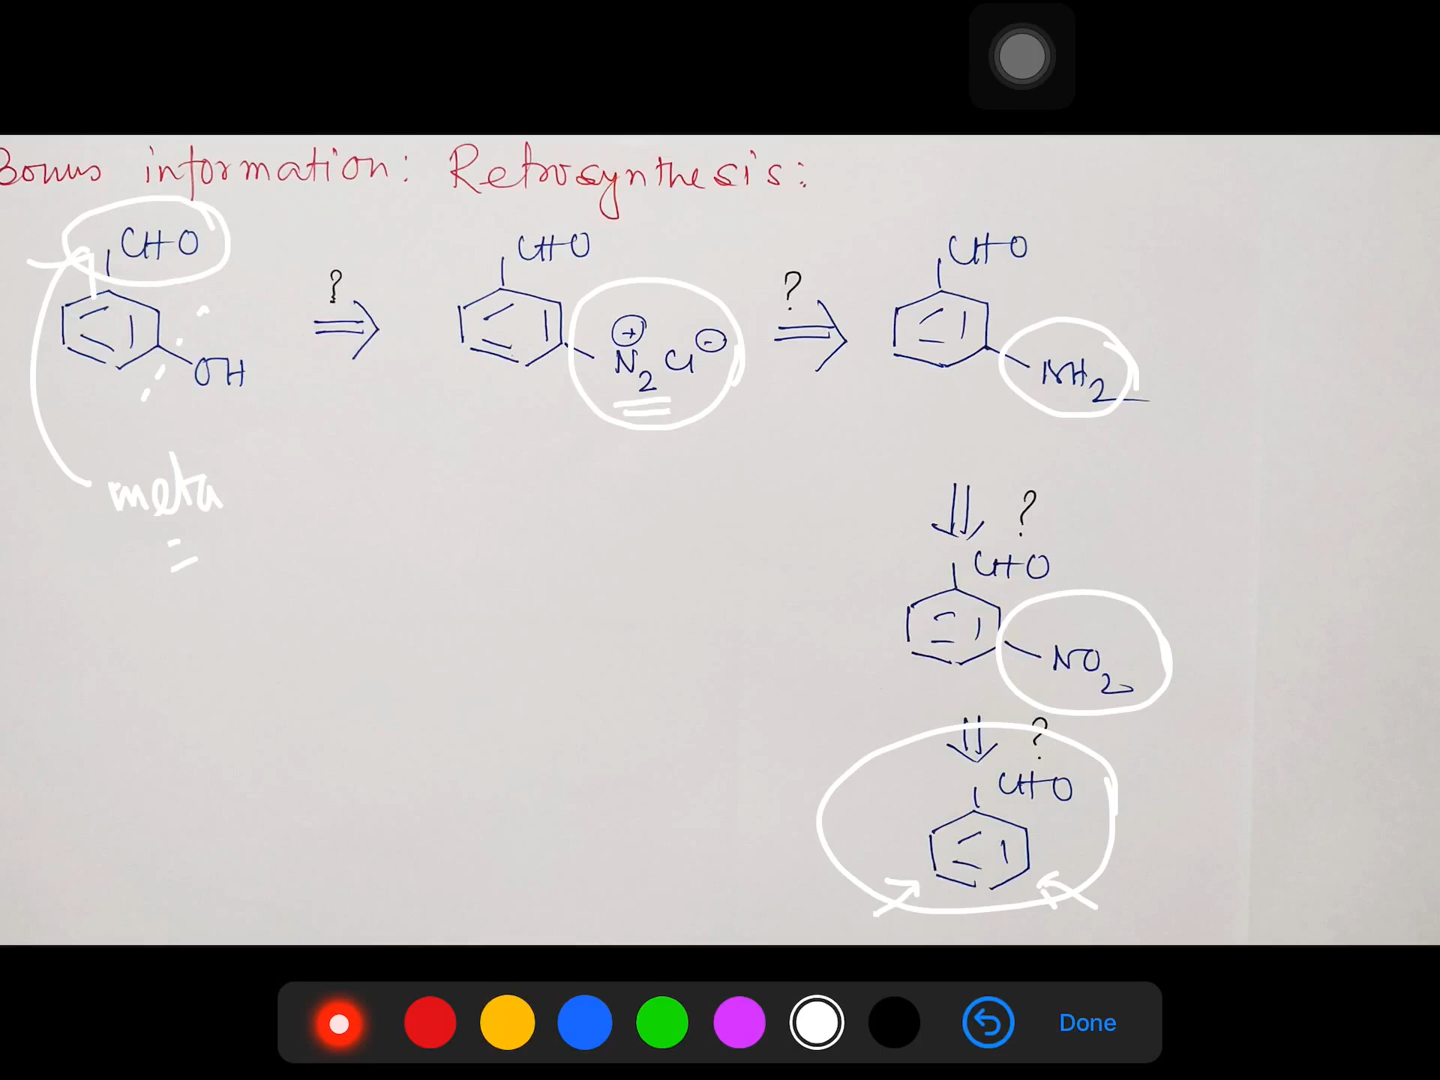 Bonus information: Retrosynthesis:
CHO
OH
?
CHO
N₂⊕ Cl⊖
?
CHO
NH₂
meta
?
CHO
NO₂
?
CHO
Done